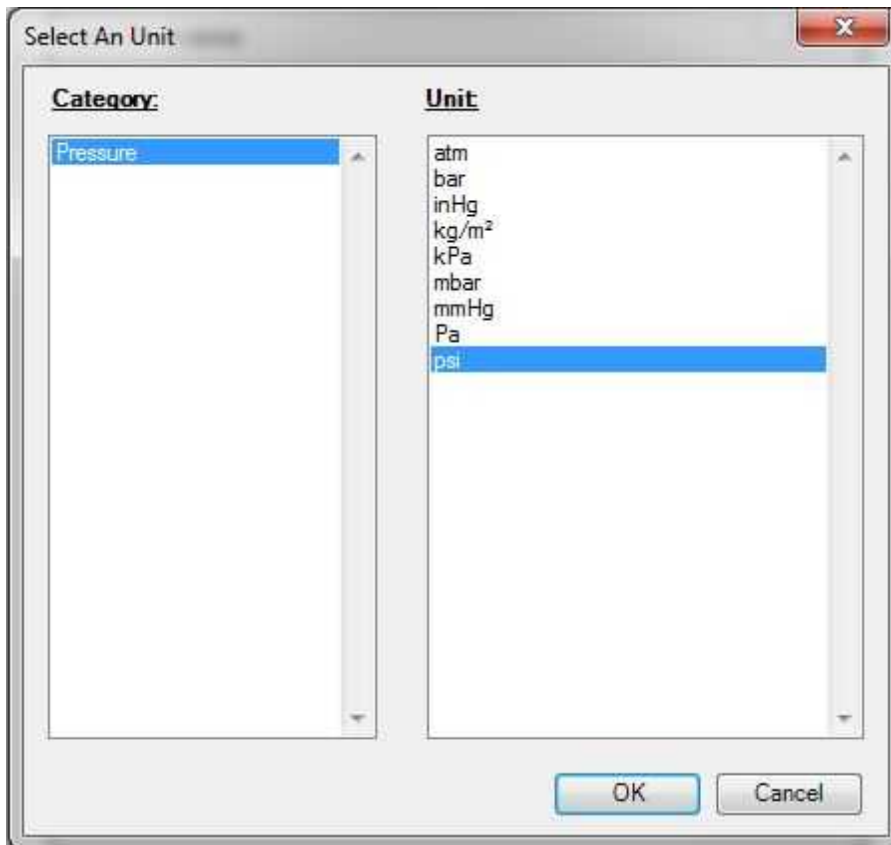 Select An Unit
Category:
Unit:
Pressure
atm
bar
inHg
kg/m²
kPa
mbar
mmHg
Pa
psi
OK
Cancel